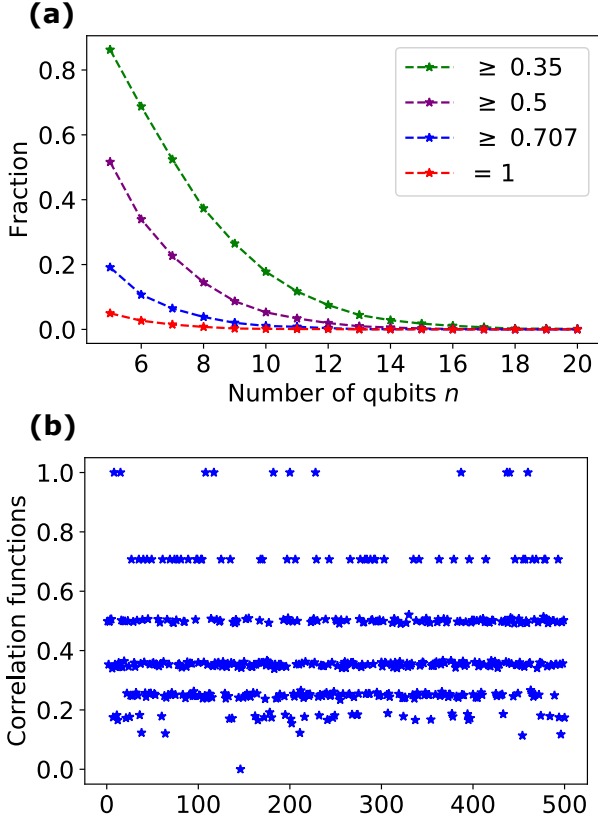 (a)
Fraction
0.8
0.6
0.4
0.2
0.0
≥ 0.35
≥ 0.5
≥ 0.707
= 1
6 8 10 12 14 16 18 20
Number of qubits n
(b)
Correlation functions
1.0
0.8
0.6
0.4
0.2
0.0
0 100 200 300 400 500